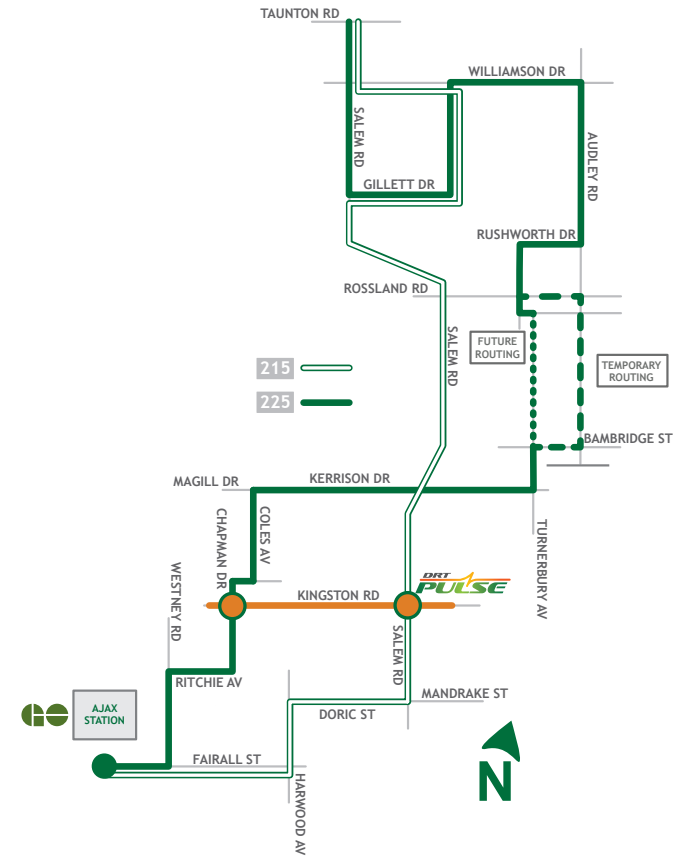 TAUNTON RD
WILLIAMSON DR
SALEM RD
AUDLEY RD
GILLETT DR
RUSHWORTH DR
ROSSLAND RD
SALEM RD
FUTURE
ROUTING
TEMPORARY
ROUTING
215
225
BAMBRIDGE ST
MAGILL DR
KERRISON DR
CHAPMAN DR
COLES AV
TURNERBURY AV
WESTNEY RD
DRT
PULSE
KINGSTON RD
SALEM RD
RITCHIE AV
MANDRAKE ST
GO
AJAX
STATION
DORIC ST
FAIRALL ST
HARWOOD AV
N